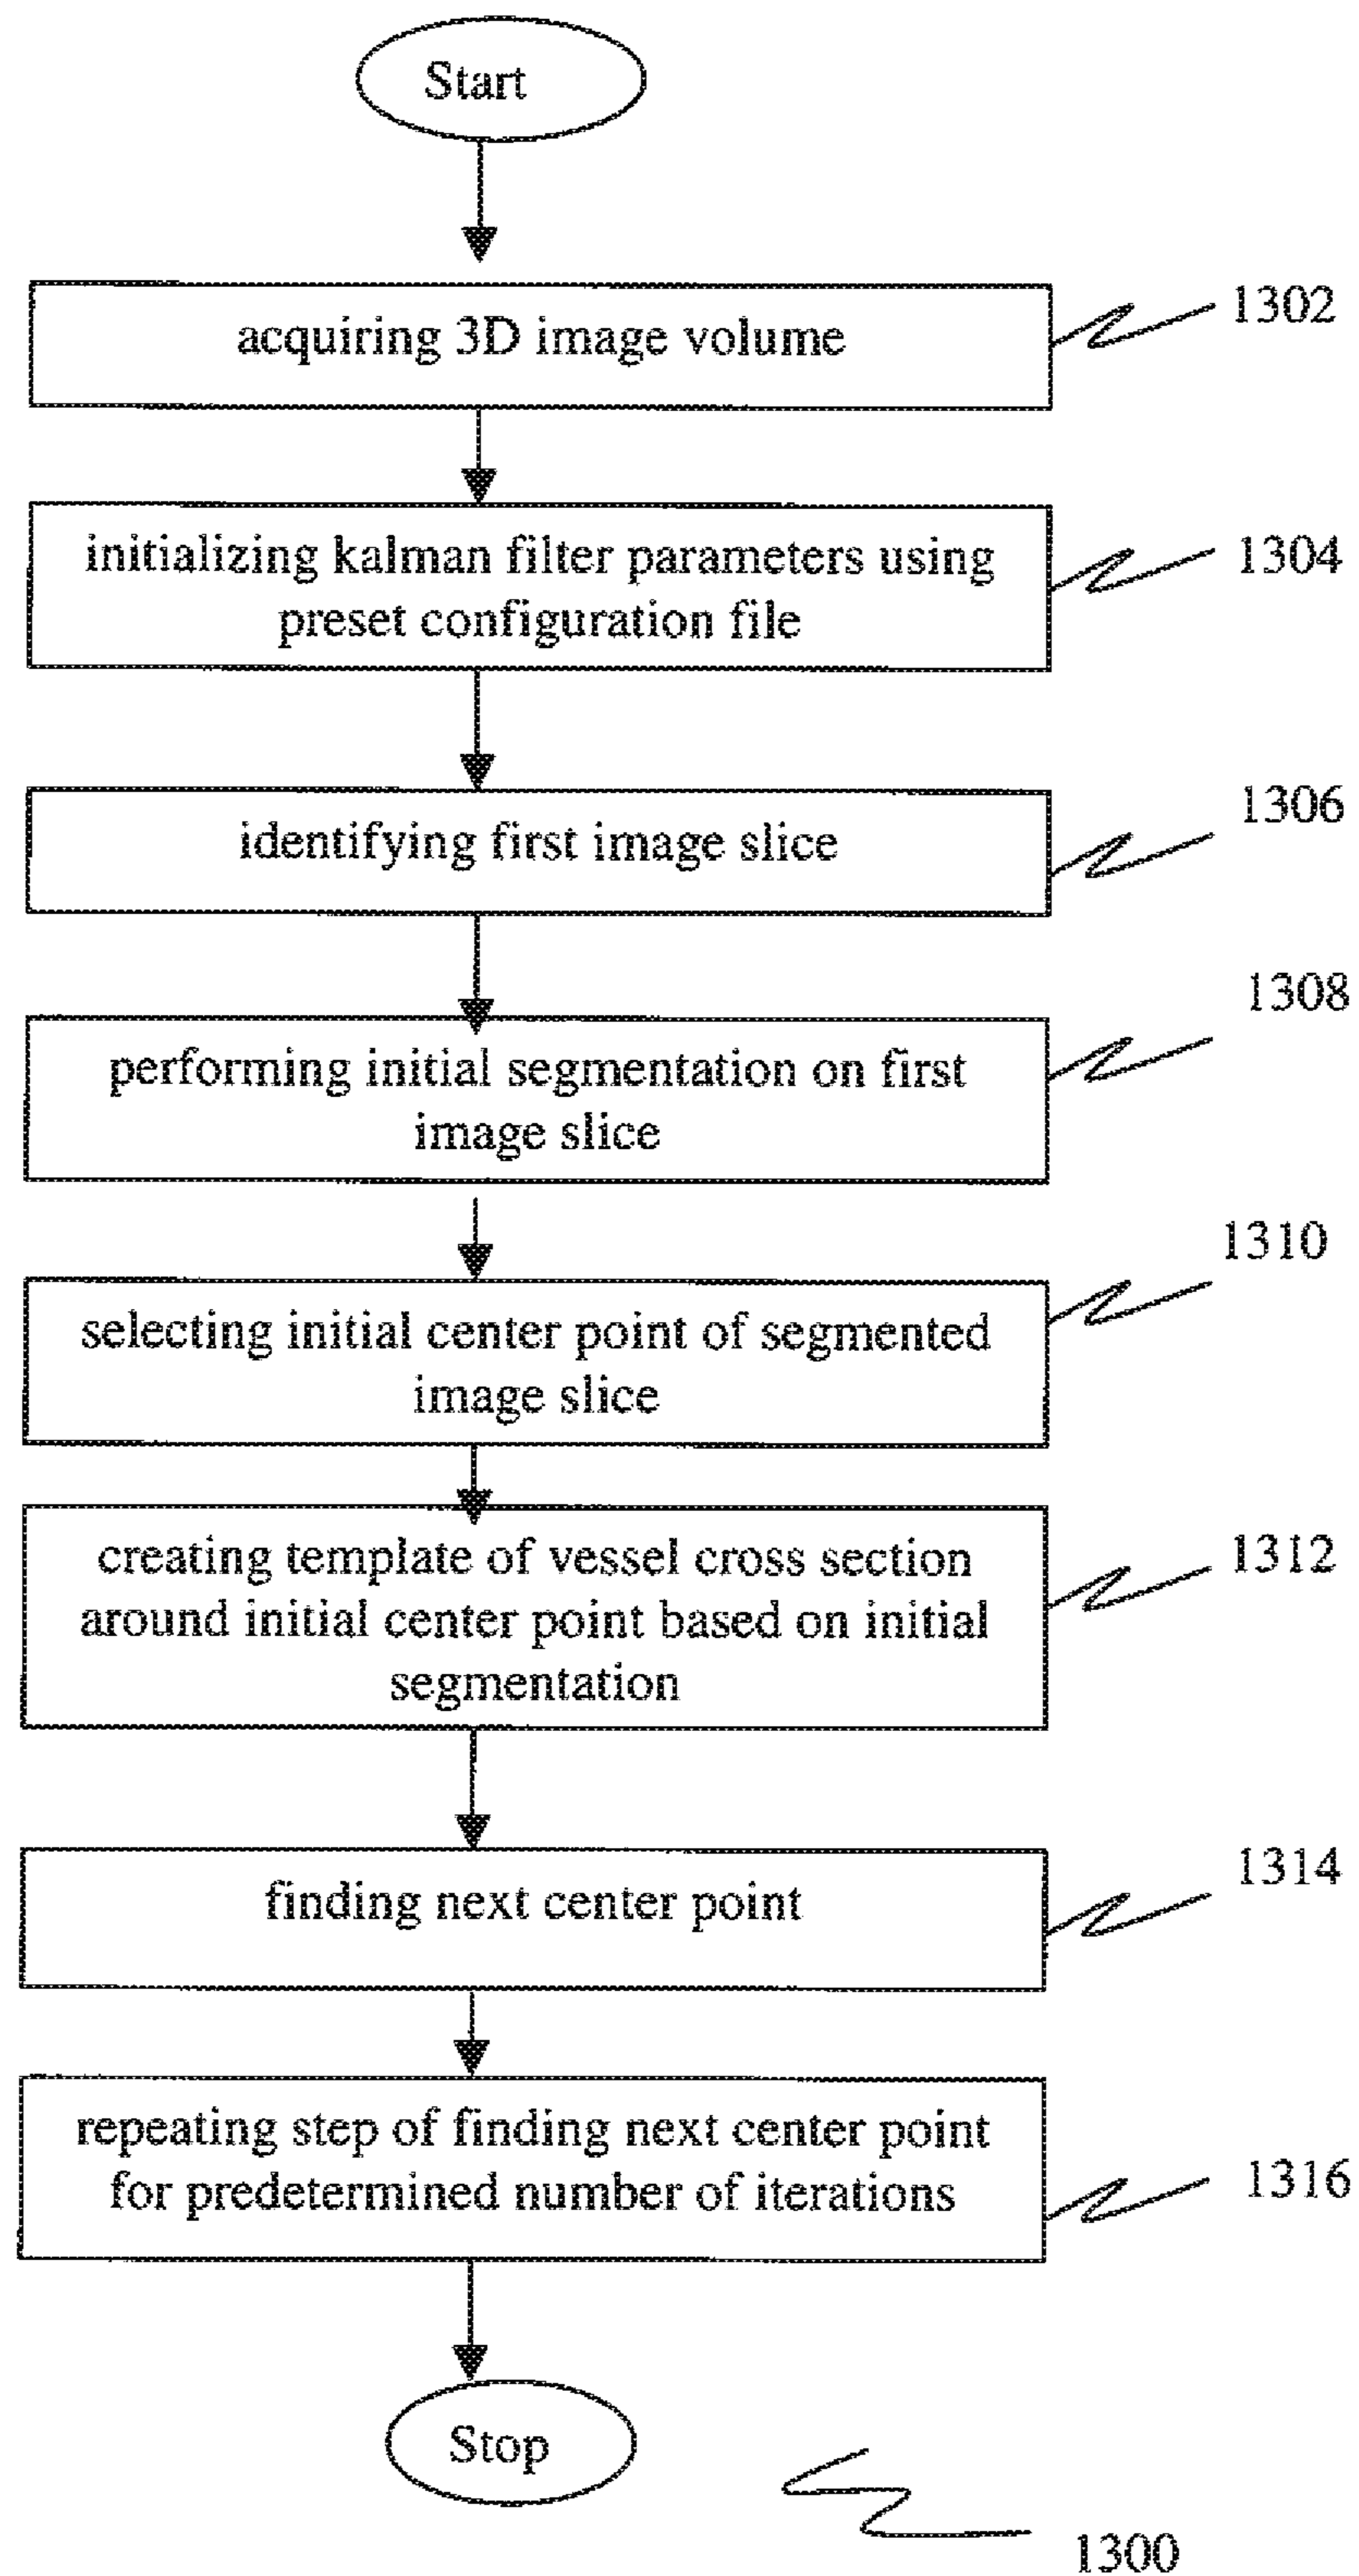 Start
acquiring 3D image volume
1302
initializing kalman filter parameters using
preset configuration file
1304
identifying first image slice
1306
performing initial segmentation on first
image slice
1308
selecting initial center point of segmented
image slice
1310
creating template of vessel cross section
around initial center point based on initial
segmentation
1312
finding next center point
1314
repeating step of finding next center point
for predetermined number of iterations
1316
Stop
1300